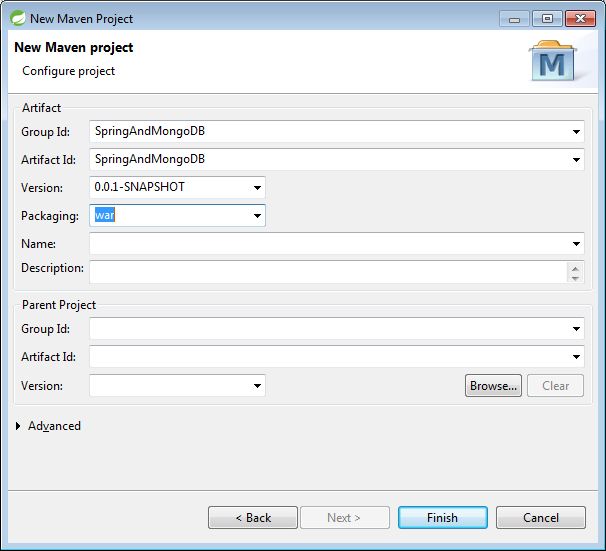 New Maven Project
New Maven project
Configure project
M
Artifact
Group Id: SpringAndMongoDB
Artifact Id: SpringAndMongoDB
Version: 0.0.1-SNAPSHOT
Packaging: war
Name:
Description:
Parent Project
Group Id:
Artifact Id:
Version: Browse... Clear
Advanced
< Back Next > Finish Cancel